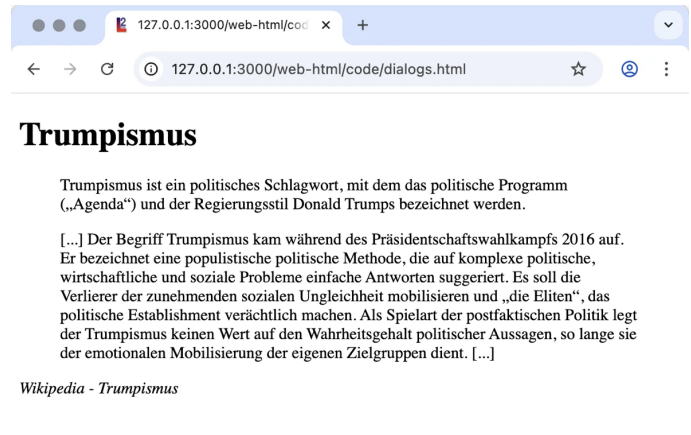 127.0.0.1:3000/web-html/cod
127.0.0.1:3000/web-html/code/dialogs.html
Trumpismus
Trumpismus ist ein politisches Schlagwort, mit dem das politische Programm
(„Agenda“) und der Regierungsstil Donald Trumps bezeichnet werden.
[...] Der Begriff Trumpismus kam während des Präsidentschaftswahlkampfs 2016 auf.
Er bezeichnet eine populistische politische Methode, die auf komplexe politische,
wirtschaftliche und soziale Probleme einfache Antworten suggeriert. Es soll die
Verlierer der zunehmenden sozialen Ungleichheit mobilisieren und „die Eliten“, das
politische Establishment verächtlich machen. Als Spielart der postfaktischen Politik legt
der Trumpismus keinen Wert auf den Wahrheitsgehalt politischer Aussagen, so lange sie
der emotionalen Mobilisierung der eigenen Zielgruppen dient. [...]
Wikipedia - Trumpismus